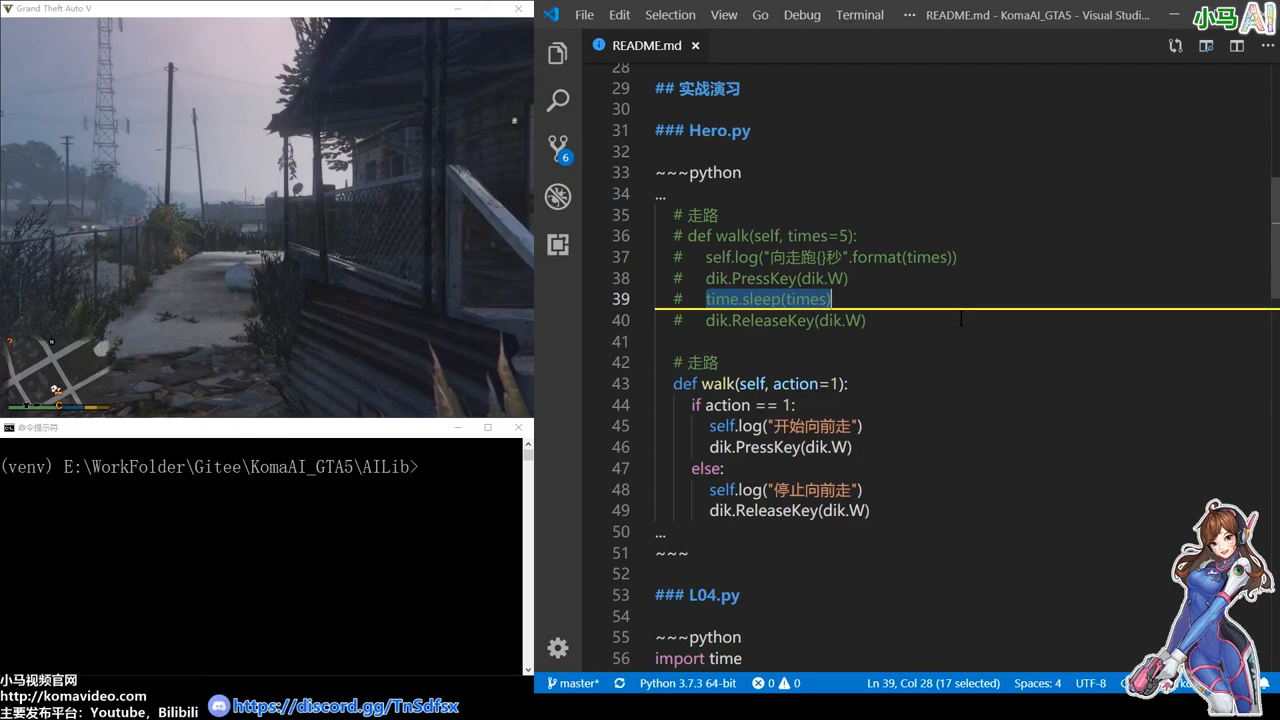 Grand Theft Auto V
File Edit Selection View Go Debug Terminal ··· README.md - KomaAI_GTA5 - Visual Studi...
小马AI
README.md
28
29 ## 实战演习
30
31 ### Hero.py
32
33 ~~~python
34 ...
35 # 走路
36 # def walk(self, times=5):
37 # self.log("向走跑{}秒".format(times))
38 # dik.PressKey(dik.W)
39 # time.sleep(times)
40 # dik.ReleaseKey(dik.W)
41
42 # 走路
43 def walk(self, action=1):
44 if action == 1:
45 self.log("开始向前走")
46 dik.PressKey(dik.W)
47 else:
48 self.log("停止向前走")
49 dik.ReleaseKey(dik.W)
50 ...
51 ~~~
52
53 ### L04.py
54
55 ~~~python
56 import time
6
命令提示符
(venv) E:\WorkFolder\Gitee\KomaAI_GTA5\AILib>
master* Python 3.7.3 64-bit 0 0 Ln 39, Col 28 (17 selected) Spaces: 4 UTF-8
小马视频官网
http://komavideo.com
主要发布平台：Youtube，Bilibili
https://discord.gg/TnSdfsx